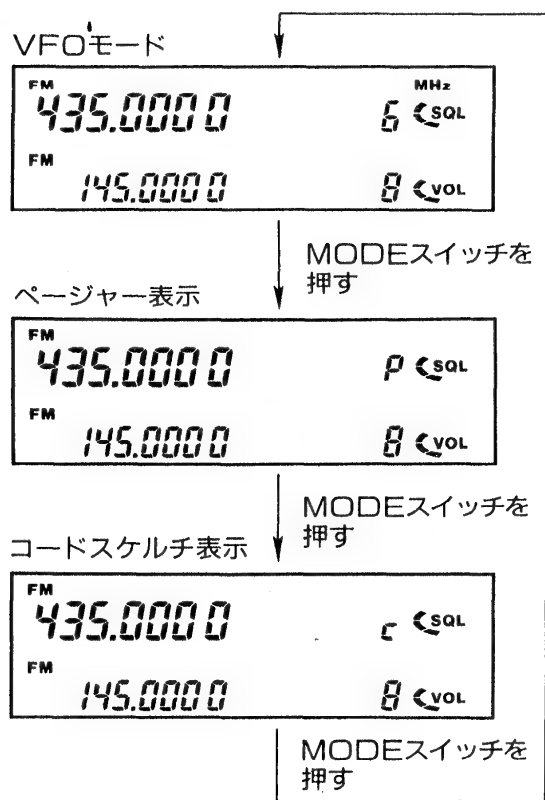 VFOモード
FM MHz
435.0000 6 SQL
FM
145.0000 8 VOL
MODEスイッチを
押す
ページャー表示
FM
435.0000 P SQL
FM
145.0000 8 VOL
MODEスイッチを
押す
コードスケルチ表示
FM
435.0000 c SQL
FM
145.0000 8 VOL
MODEスイッチを
押す